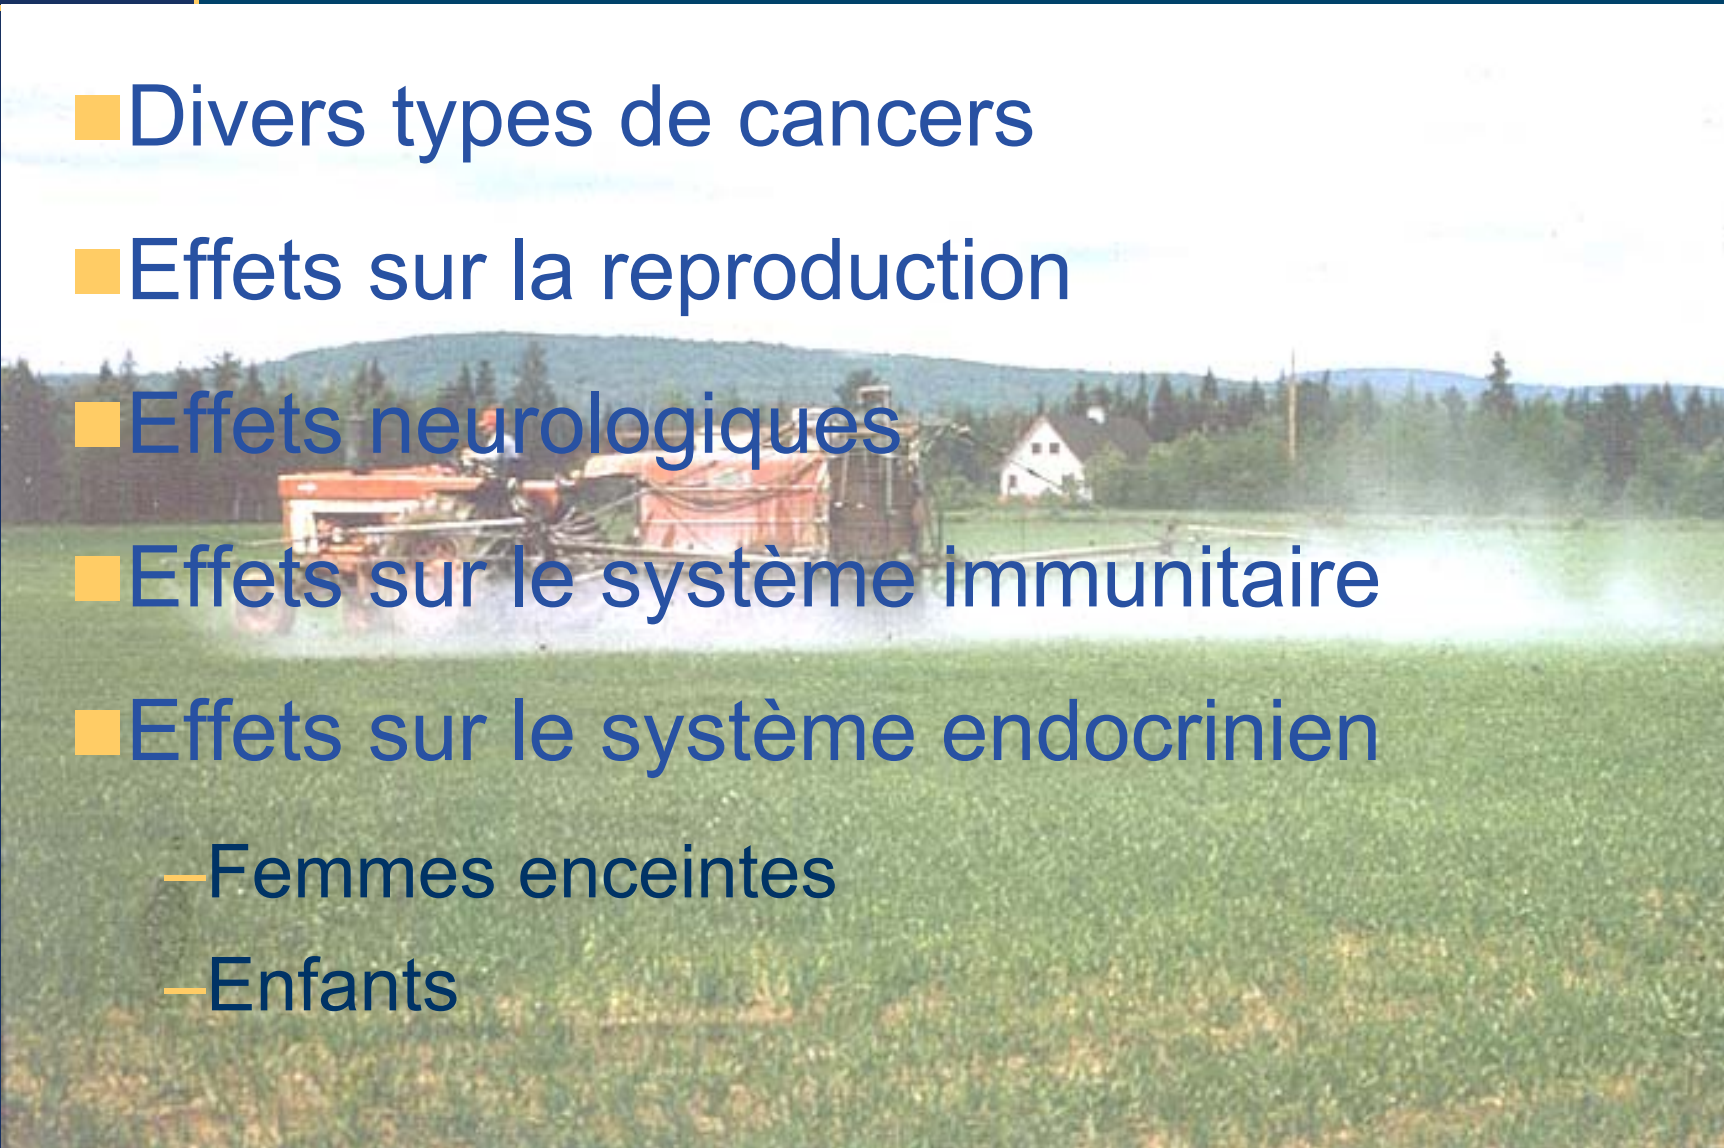 ■Divers types de cancers
■Effets sur la reproduction
■Effets neurologiques
■Effets sur le système immunitaire
■Effets sur le système endocrinien
–Femmes enceintes
–Enfants